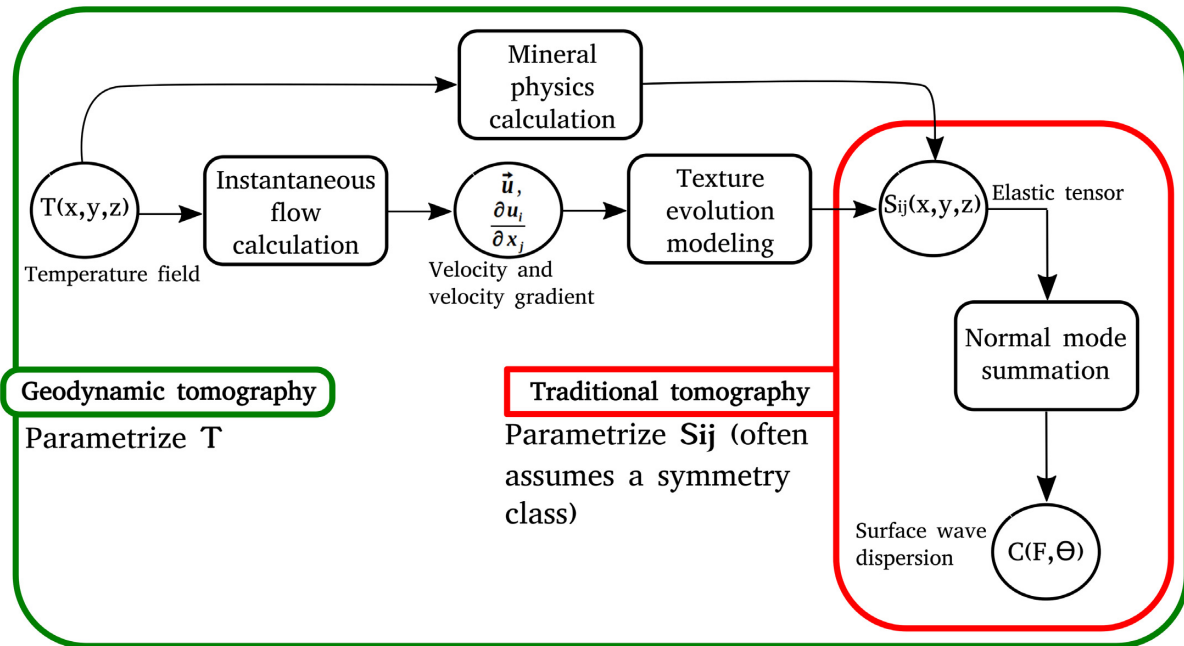 Mineral
physics
calculation
T(x,y,z)
Temperature field
Instantaneous
flow
calculation
u⃗,
∂uᵢ
∂xⱼ
Velocity and
velocity gradient
Texture
evolution
modeling
Sij(x,y,z)
Elastic tensor
Normal mode
summation
Geodynamic tomography
Parametrize T
Traditional tomography
Parametrize Sij (often
assumes a symmetry
class)
Surface wave
dispersion
C(F,Θ)